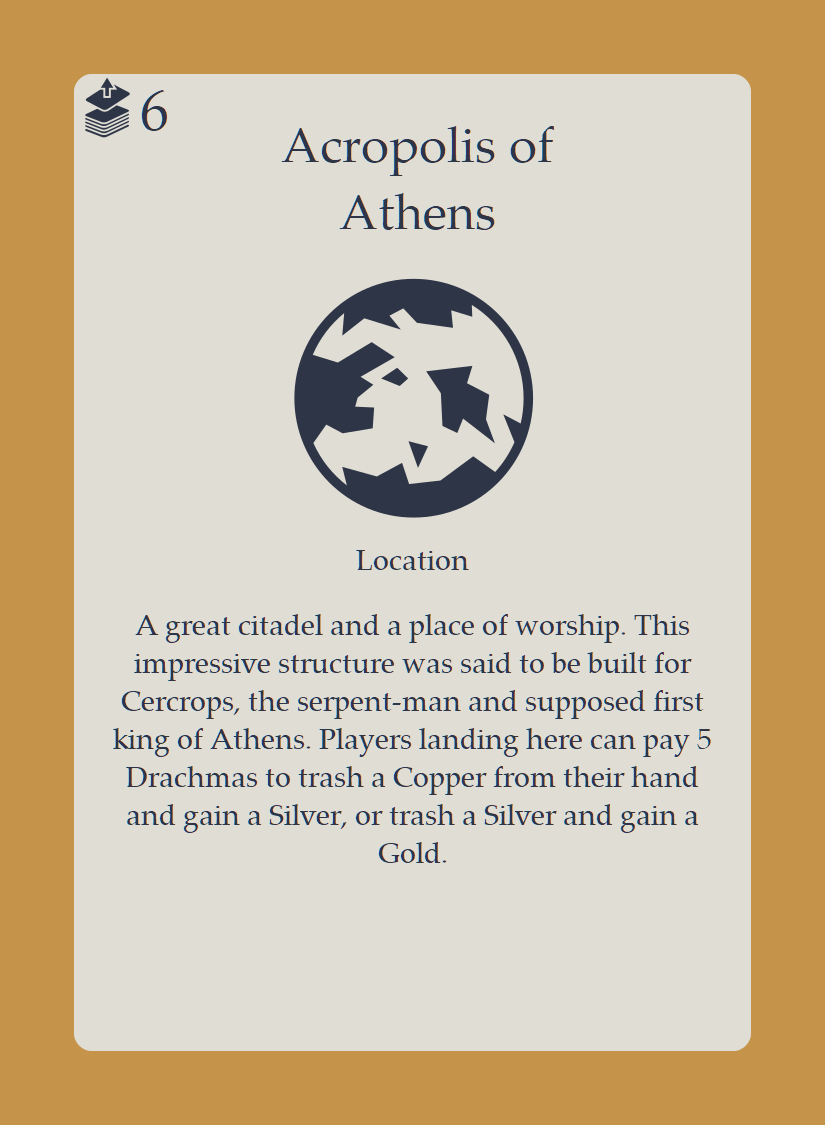 6
Acropolis of
Athens
Location
A great citadel and a place of worship. This
impressive structure was said to be built for
Cercrops, the serpent-man and supposed first
king of Athens. Players landing here can pay 5
Drachmas to trash a Copper from their hand
and gain a Silver, or trash a Silver and gain a
Gold.